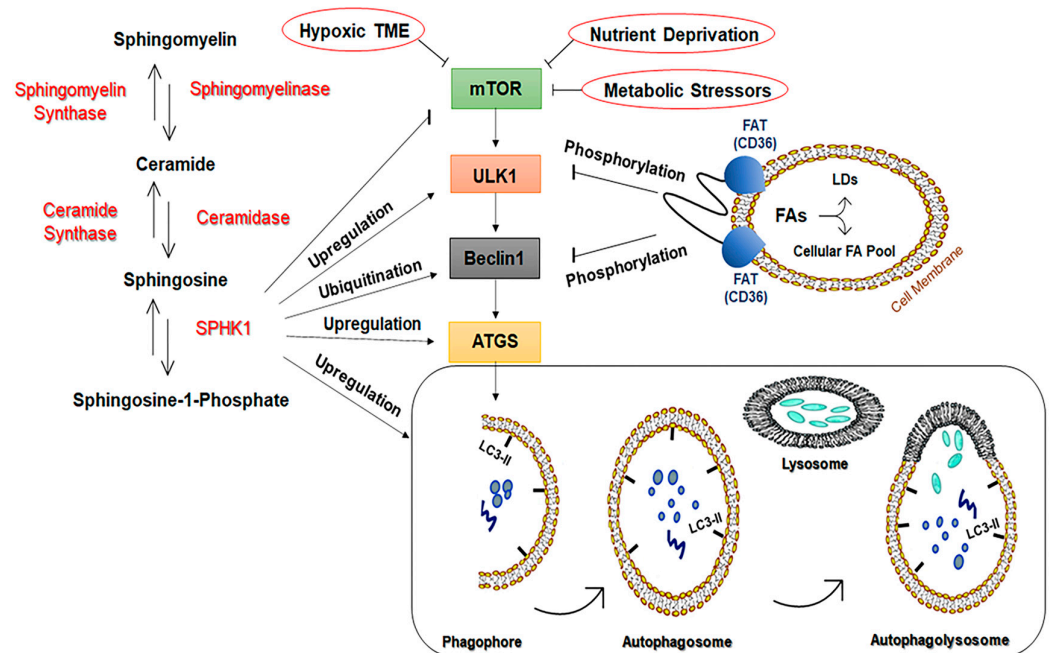 Sphingomyelin
Sphingomyelin
Synthase
Sphingomyelinase
Ceramide
Ceramide
Synthase
Ceramidase
Sphingosine
SPHK1
Sphingosine-1-Phosphate
Hypoxic TME
Nutrient Deprivation
Metabolic Stressors
mTOR
ULK1
Beclin1
ATGS
Upregulation
Ubiquitination
Upregulation
Upregulation
Phosphorylation
Phosphorylation
FAT
(CD36)
LDs
FAs
Cellular FA Pool
FAT
(CD36)
Cell Membrane
LC3-II
Phagophore
LC3-II
Autophagosome
Lysosome
LC3-II
Autophagolysosome